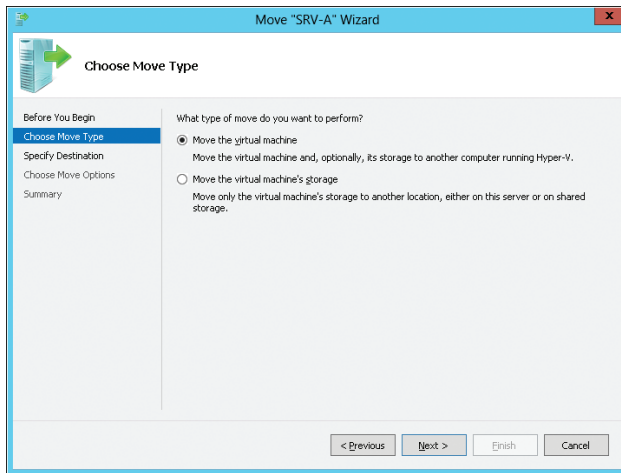 Move "SRV-A" Wizard
x
Choose Move Type
Before You Begin
Choose Move Type
Specify Destination
Choose Move Options
Summary
What type of move do you want to perform?
Move the virtual machine
Move the virtual machine and, optionally, its storage to another computer running Hyper-V.
Move the virtual machine's storage
Move only the virtual machine's storage to another location, either on this server or on shared
storage.
< Previous
Next >
Finish
Cancel